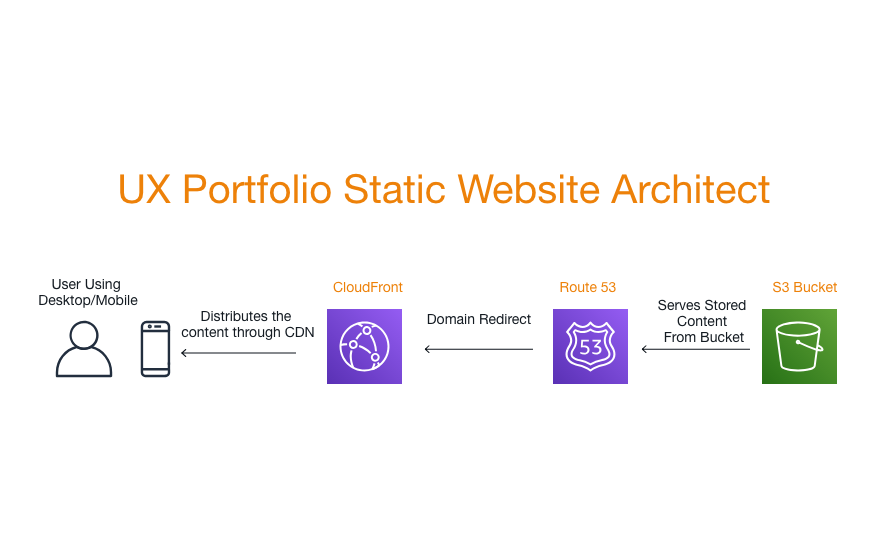 UX Portfolio Static Website Architect
User Using
Desktop/Mobile
Distributes the
content through CDN
CloudFront
Domain Redirect
Route 53
53
Serves Stored
Content
From Bucket
S3 Bucket